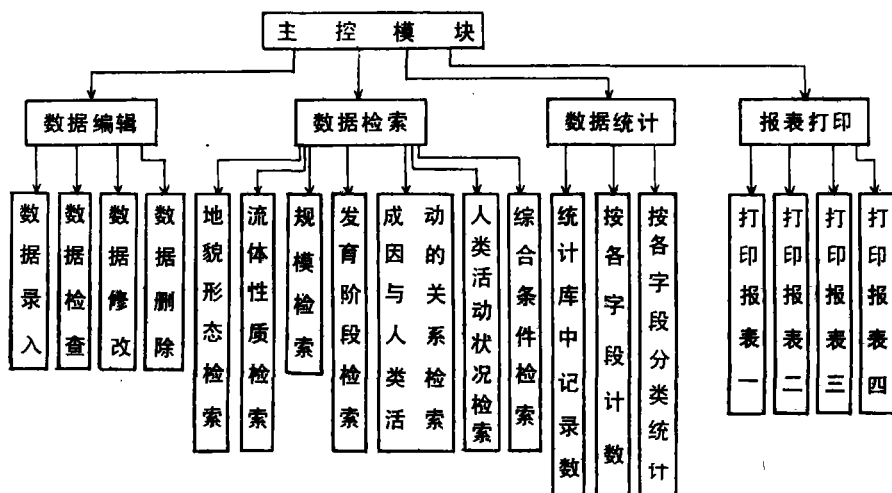 主控模块
数据编辑
数据检索
数据统计
报表打印
数据录入
数据检查
数据修改
数据删除
地貌形态检索
流体性质检索
规模检索
发育阶段检索
成因与人类活
动的关系检索
人类活动状况检索
综合条件检索
统计库中记录数
按各字段计数
按各字段分类统计
打印报表一
打印报表二
打印报表三
打印报表四